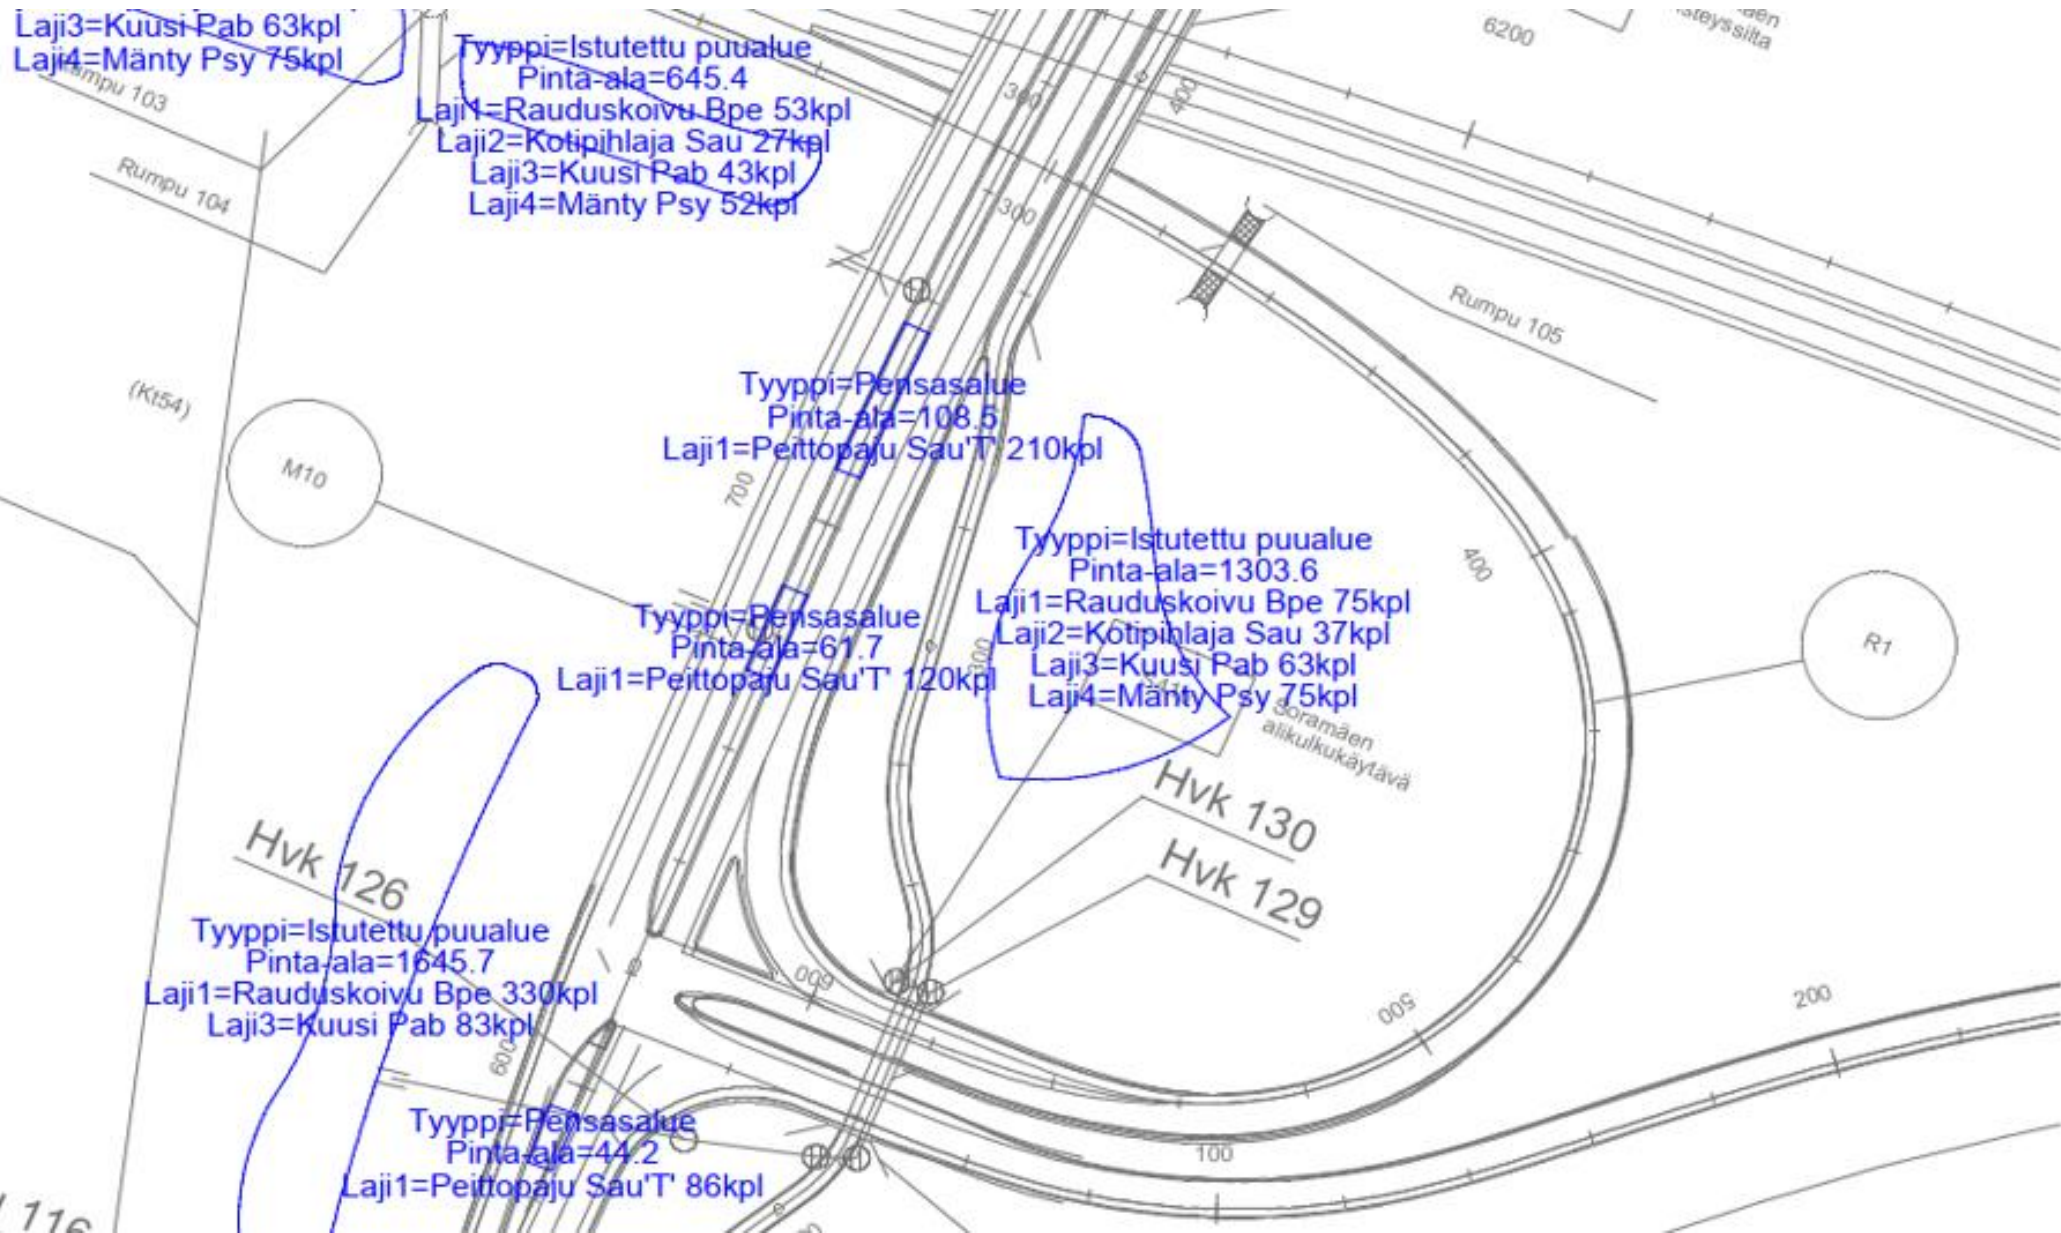 Laji3=Kuusi Pab 63kpl
Laji4=Mänty Psy 75kpl
Rumpu 103
Rumpu 104
Tyyppi=Istutettu puualue
Pinta-ala=645.4
Laji1=Rauduskoivu Bpe 53kpl
Laji2=Kotipihlaja Sau 27kpl
Laji3=Kuusi Pab 43kpl
Laji4=Mänty Psy 52kpl
300
400
6200
300
Rumpu 105
(Kt54)
M10
Tyyppi=Pensasalue
Pinta-ala=108.5
Laji1=Peittopaju Sau'T' 210kpl
700
Tyyppi=Istutettu puualue
Pinta-ala=1303.6
Laji1=Rauduskoivu Bpe 75kpl
Laji2=Kotipihlaja Sau 37kpl
Laji3=Kuusi Pab 63kpl
Laji4=Mänty Psy 75kpl
400
R1
Tyyppi=Pensasalue
Pinta-ala=61.7
Laji1=Peittopaju Sau'T' 120kpl
300
Soramäen
alikulkukäytävä
Hvk 130
Hvk 129
Hvk 126
Tyyppi=Istutettu puualue
Pinta-ala=1645.7
Laji1=Rauduskoivu Bpe 330kpl
Laji3=Kuusi Pab 83kpl
600
600
500
200
100
Tyyppi=Pensasalue
Pinta-ala=44.2
Laji1=Peittopaju Sau'T' 86kpl
116